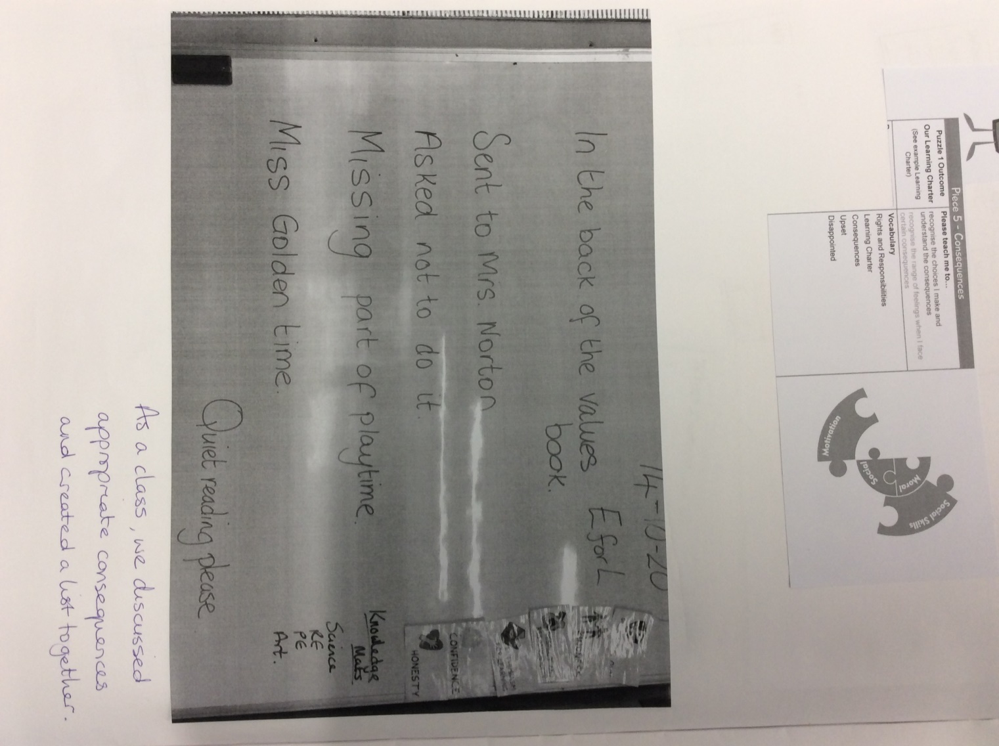 Piece 5 – Consequences
Puzzle 1 Outcome
Our Learning Charter
(See example Learning
Charter)
Please teach me to...
recognise the choices I make and
understand the consequences
recognise the range of feelings when I face
certain consequences
Vocabulary
Rights and Responsibilities
Learning Charter
Consequences
Upset
Disappointed
Motivation
Social
Moral
Social Skills
14-10-20
E for L
In the back of the values
book.
Sent to Mrs. Norton
Asked not to do it.
Missing part of playtime.
Miss Golden time.
Quiet reading please
CONFIDENCE
HONESTY
Knowledge
Mats.
Science
RE
PE
Art.
As a class, we discussed
appropriate consequences
and created a list together.